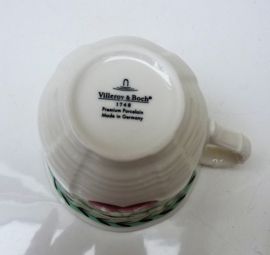 Villeroy & Boch®
1748
Premium Porcelain
Made in Germany